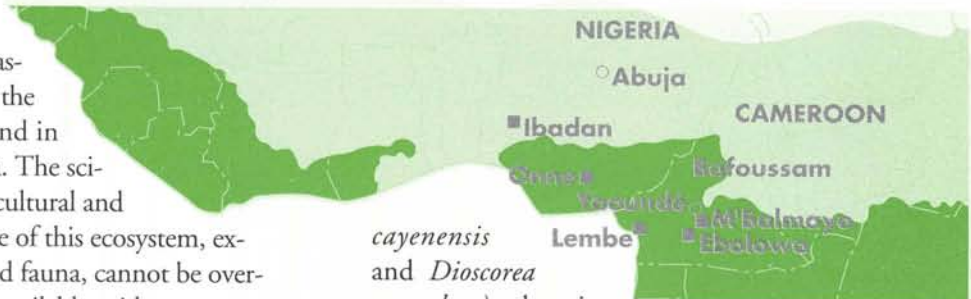 as-
the
nd in
. The sci-
cultural and
e of this ecosystem, ex-
d fauna, cannot be over-
cayenensis
and Dioscorea
NIGERIA
Abuja
CAMEROON
Ibadan
Bafoussam
Onne
Yaoundé
M'Balmayo
Lembe
Ebolowa